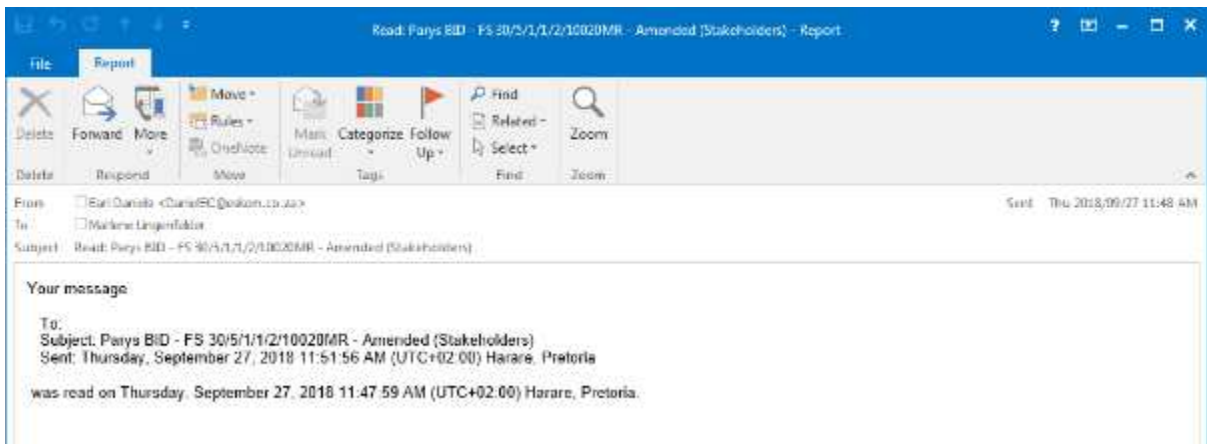 Read: Parys BID - FS 30/5/1/1/2/10020MR - Amended (Stakeholders) - Report
File Report
Delete Forward More Move Rules OneNote Mark Unread Categorize Follow Up Find Related Select Zoom
Delete Respond Move Tags Find Zoom
From Earl Daniels
Sent Thu 2018/09/27 11:48 AM
To Marlene Lingenfelder
Subject Read: Parys BID - FS 30/5/1/1/2/10020MR - Amended (Stakeholders)
Your message
To:
Subject: Parys BID - FS 30/5/1/1/2/10020MR - Amended (Stakeholders)
Sent: Thursday, September 27, 2018 11:51:56 AM (UTC+02:00) Harare, Pretoria
was read on Thursday, September 27, 2018 11:47:59 AM (UTC+02:00) Harare, Pretoria.